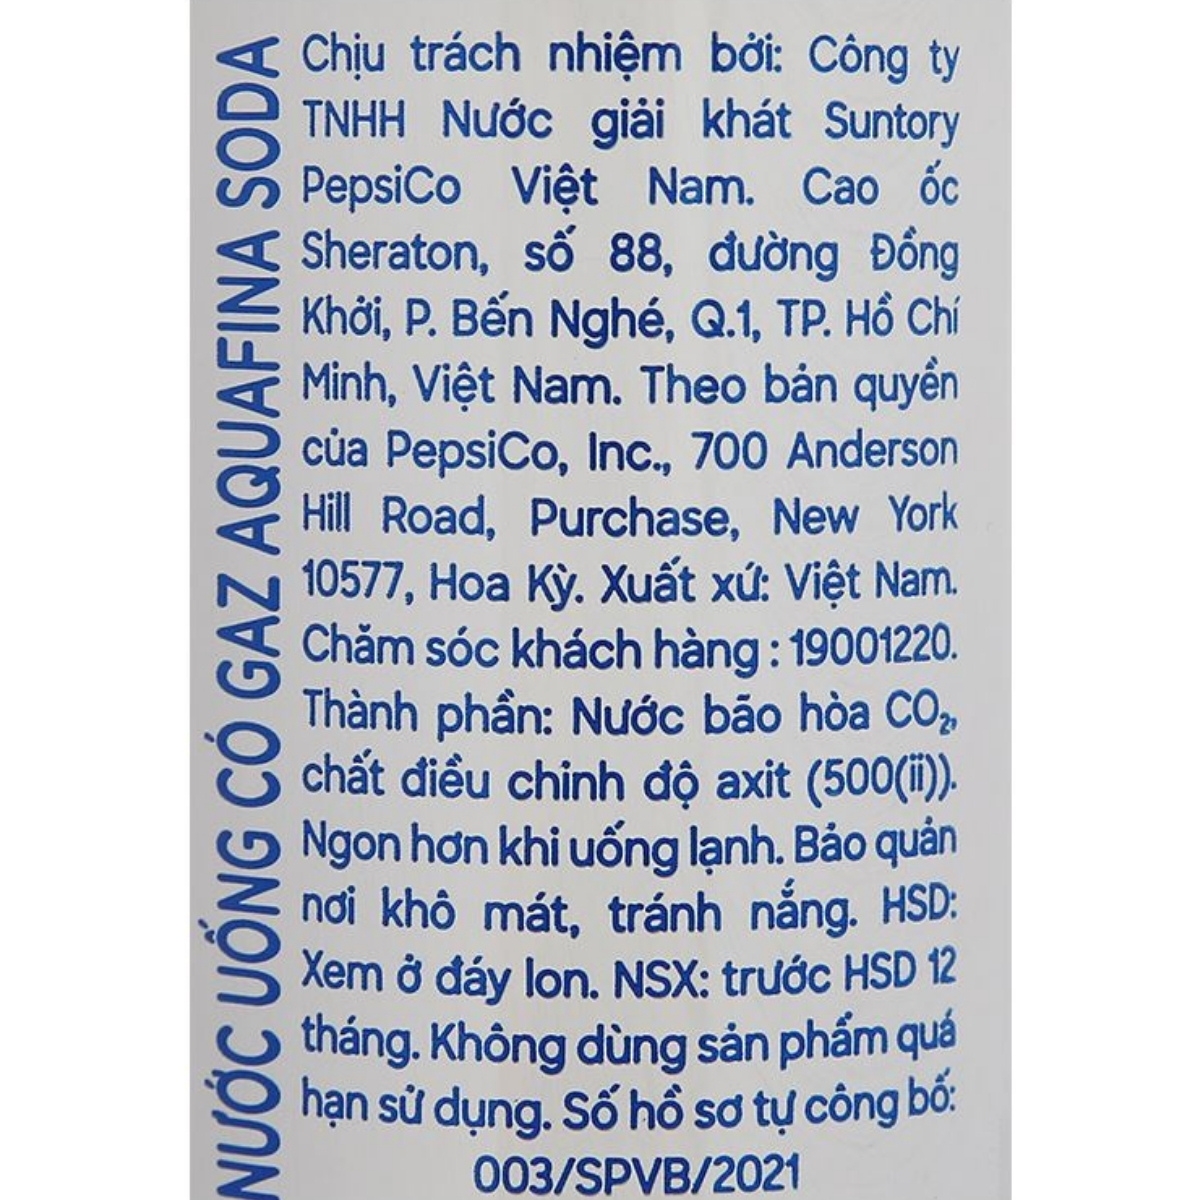 NƯỚC UỐNG CÓ GAZ AQUAFINA SODA
Chịu trách nhiệm bởi: Công ty
TNHH Nước giải khát Suntory
PepsiCo Việt Nam. Cao ốc
Sheraton, số 88, đường Đồng
Khởi, P. Bến Nghé, Q.1, TP. Hồ Chí
Minh, Việt Nam. Theo bản quyền
của PepsiCo, Inc., 700 Anderson
Hill Road, Purchase, New York
10577, Hoa Kỳ. Xuất xứ: Việt Nam.
Chăm sóc khách hàng : 19001220.
Thành phần: Nước bão hòa CO₂,
chất điều chỉnh độ axit (500(ii)).
Ngon hơn khi uống lạnh. Bảo quản
nơi khô mát, tránh nắng. HSD:
Xem ở đáy lon. NSX: trước HSD 12
tháng. Không dùng sản phẩm quá
hạn sử dụng. Số hồ sơ tự công bố:
003/SPVB/2021